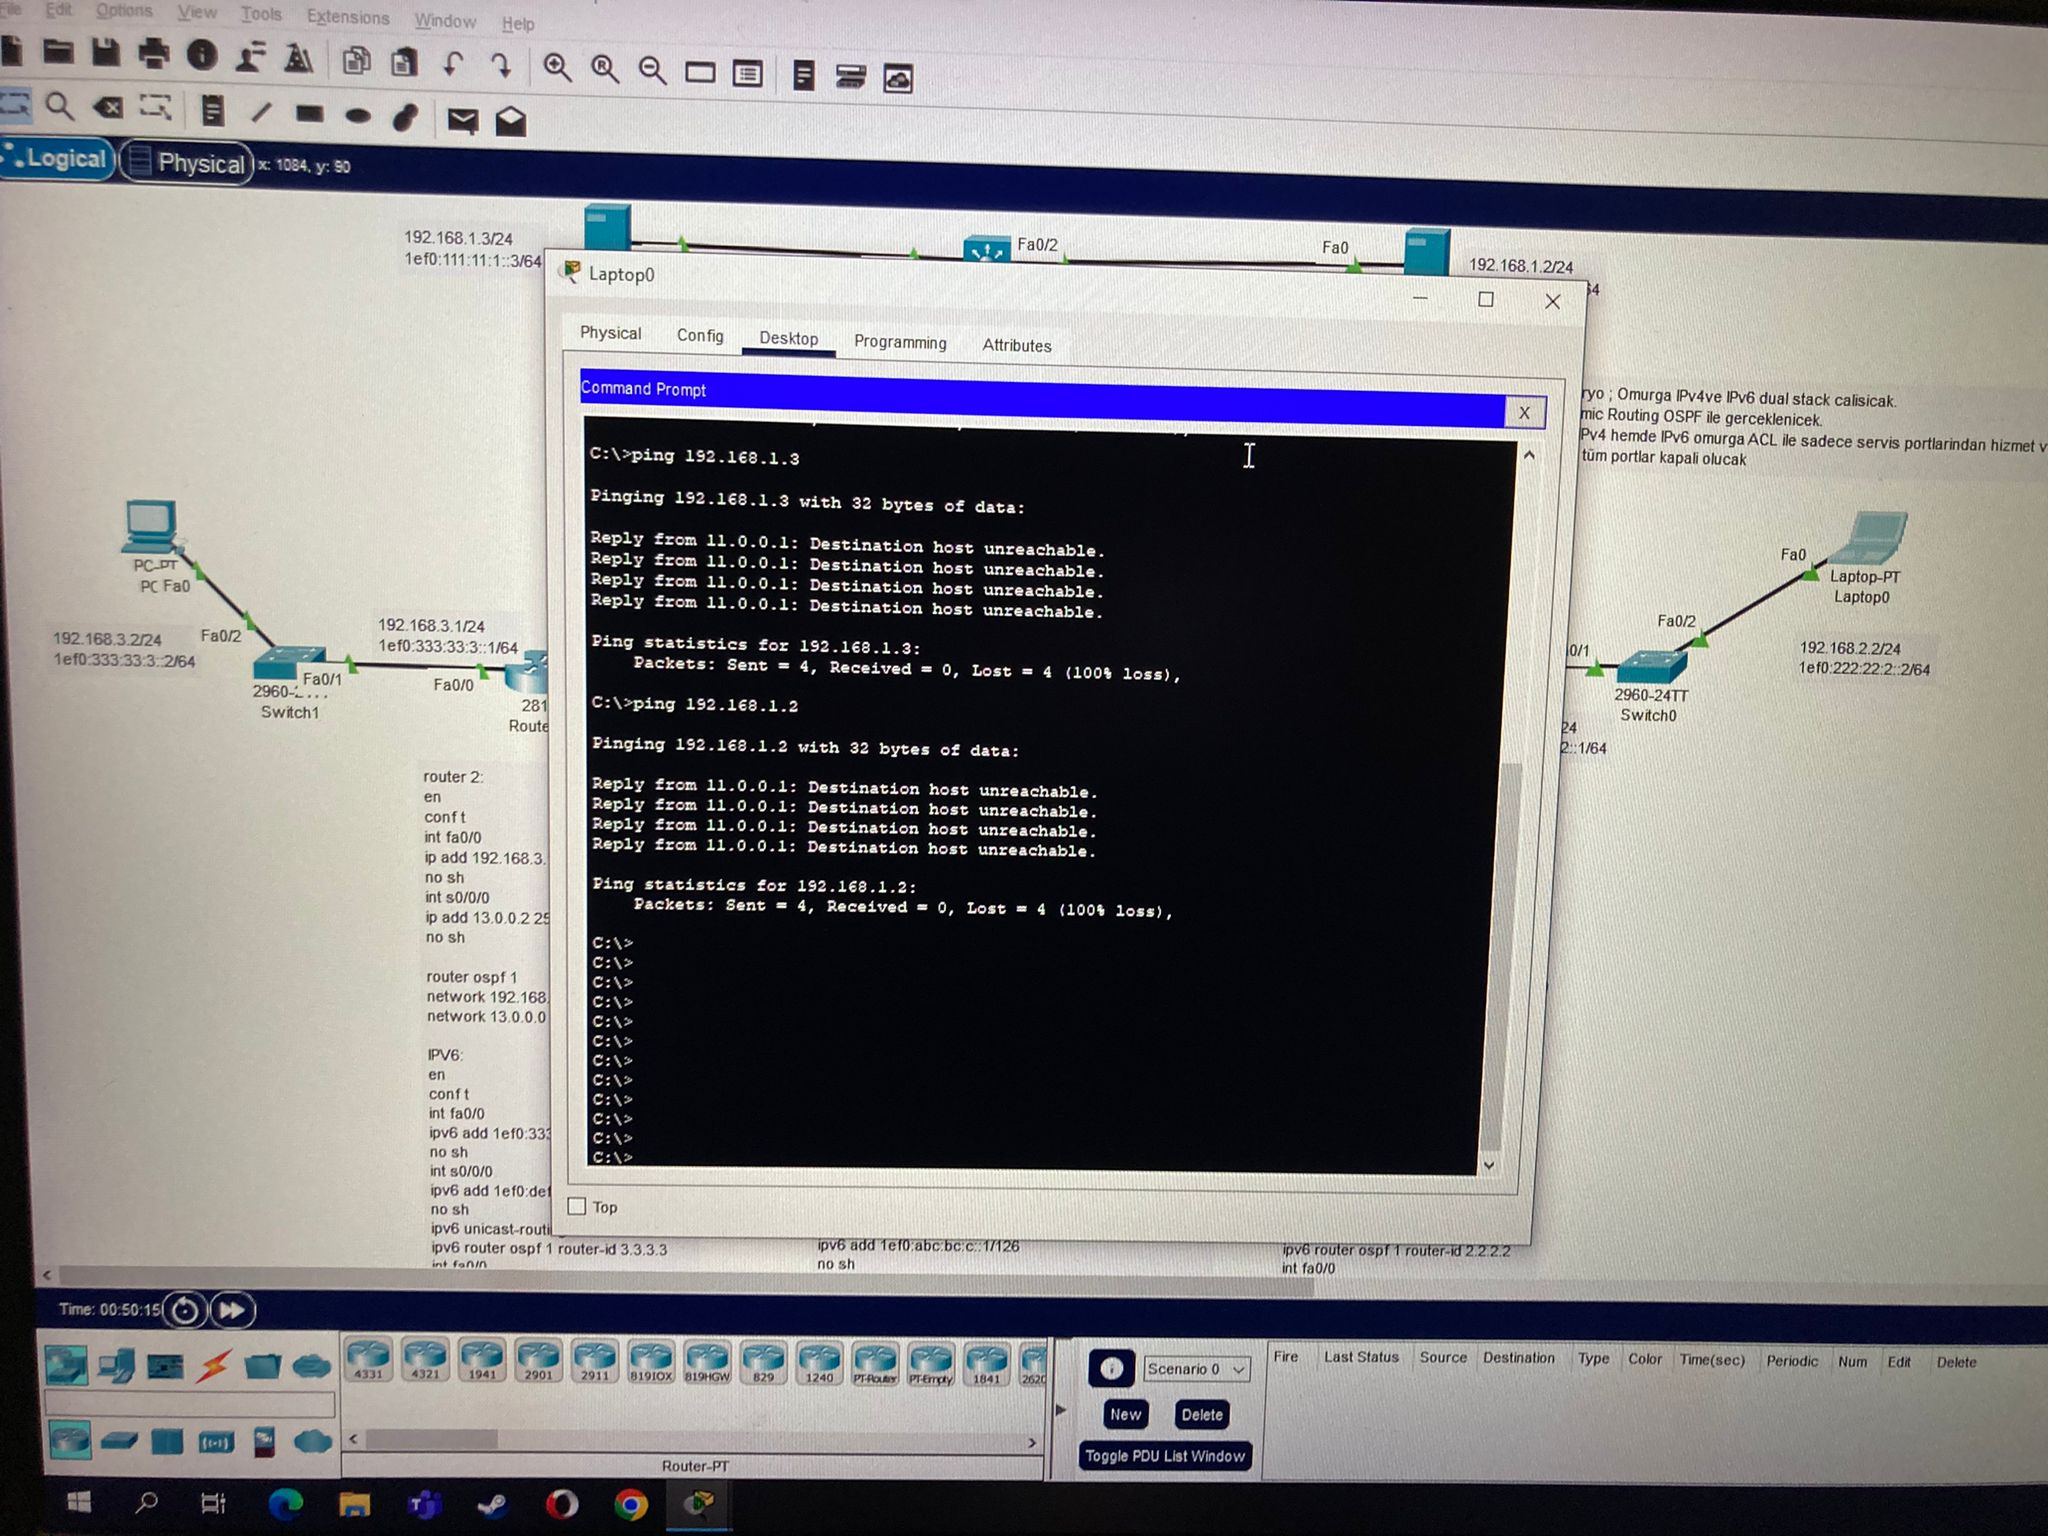 File Edit Options View Tools Extensions Window Help
Logical Physical x: 1084, y: 90
192.168.1.3/24
1ef0:111:11:1::3/64
Fa0/2
Fa0
192.168.1.2/24
64
Laptop0
Physical Config Desktop Programming Attributes
Command Prompt X
C:\>ping 192.168.1.3
Pinging 192.168.1.3 with 32 bytes of data:
Reply from 11.0.0.1: Destination host unreachable.
Reply from 11.0.0.1: Destination host unreachable.
Reply from 11.0.0.1: Destination host unreachable.
Reply from 11.0.0.1: Destination host unreachable.
Ping statistics for 192.168.1.3:
Packets: Sent = 4, Received = 0, Lost = 4 (100% loss),
C:\>ping 192.168.1.2
Pinging 192.168.1.2 with 32 bytes of data:
Reply from 11.0.0.1: Destination host unreachable.
Reply from 11.0.0.1: Destination host unreachable.
Reply from 11.0.0.1: Destination host unreachable.
Reply from 11.0.0.1: Destination host unreachable.
Ping statistics for 192.168.1.2:
Packets: Sent = 4, Received = 0, Lost = 4 (100% loss),
C:\>
C:\>
C:\>
C:\>
C:\>
C:\>
C:\>
C:\>
C:\>
C:\>
C:\>
C:\>
Top
ryo ; Omurga IPv4ve IPv6 dual stack calisicak.
mic Routing OSPF ile gerceklenicek.
Pv4 hemde IPv6 omurga ACL ile sadece servis portlarindan hizmet v
tüm portlar kapali olucak
PC-PT
PC Fa0
192.168.3.2/24
1ef0:333:33:3::2/64
Fa0/2
192.168.3.1/24
1ef0:333:33:3::1/64
Fa0/1
Fa0/0
2960-2...
Switch1
281
Route
Fa0
Laptop-PT
Laptop0
Fa0/2
192.168.2.2/24
1ef0:222:22:2::2/64
0/1
2960-24TT
Switch0
24
2::1/64
router 2:
en
conf t
int fa0/0
ip add 192.168.3.
no sh
int s0/0/0
ip add 13.0.0.2 25
no sh
router ospf 1
network 192.168.
network 13.0.0.0
IPV6:
en
conf t
int fa0/0
ipv6 add 1ef0:333
no sh
int s0/0/0
ipv6 add 1ef0:def
no sh
ipv6 unicast-routi
ipv6 router ospf 1 router-id 3.3.3.3
int fa0/0
ipv6 add 1ef0:abc:bc:c::1/126
no sh
ipv6 router ospf 1 router-id 2.2.2.2
int fa0/0
Time: 00:50:15
4331 4321 1941 2901 2911 819IOX 819HGW 829 1240 PT-Router PT-Empty 1841 2620
Router-PT
Scenario 0
New Delete
Toggle PDU List Window
Fire Last Status Source Destination Type Color Time(sec) Periodic Num Edit Delete